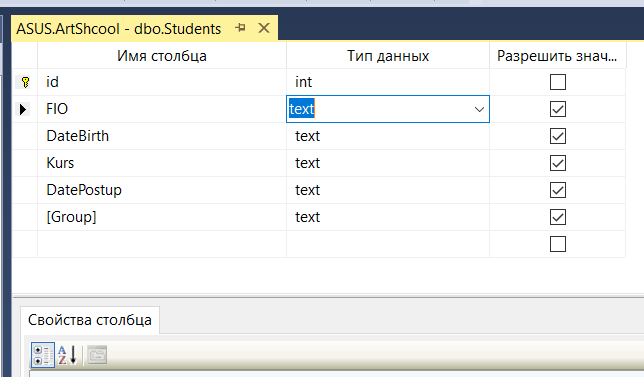 ASUS.ArtShcool - dbo.Students
Имя столбца Тип данных Разрешить знач...
id int
FIO text
DateBirth text
Kurs text
DatePostup text
[Group] text
Свойства столбца
A
Z